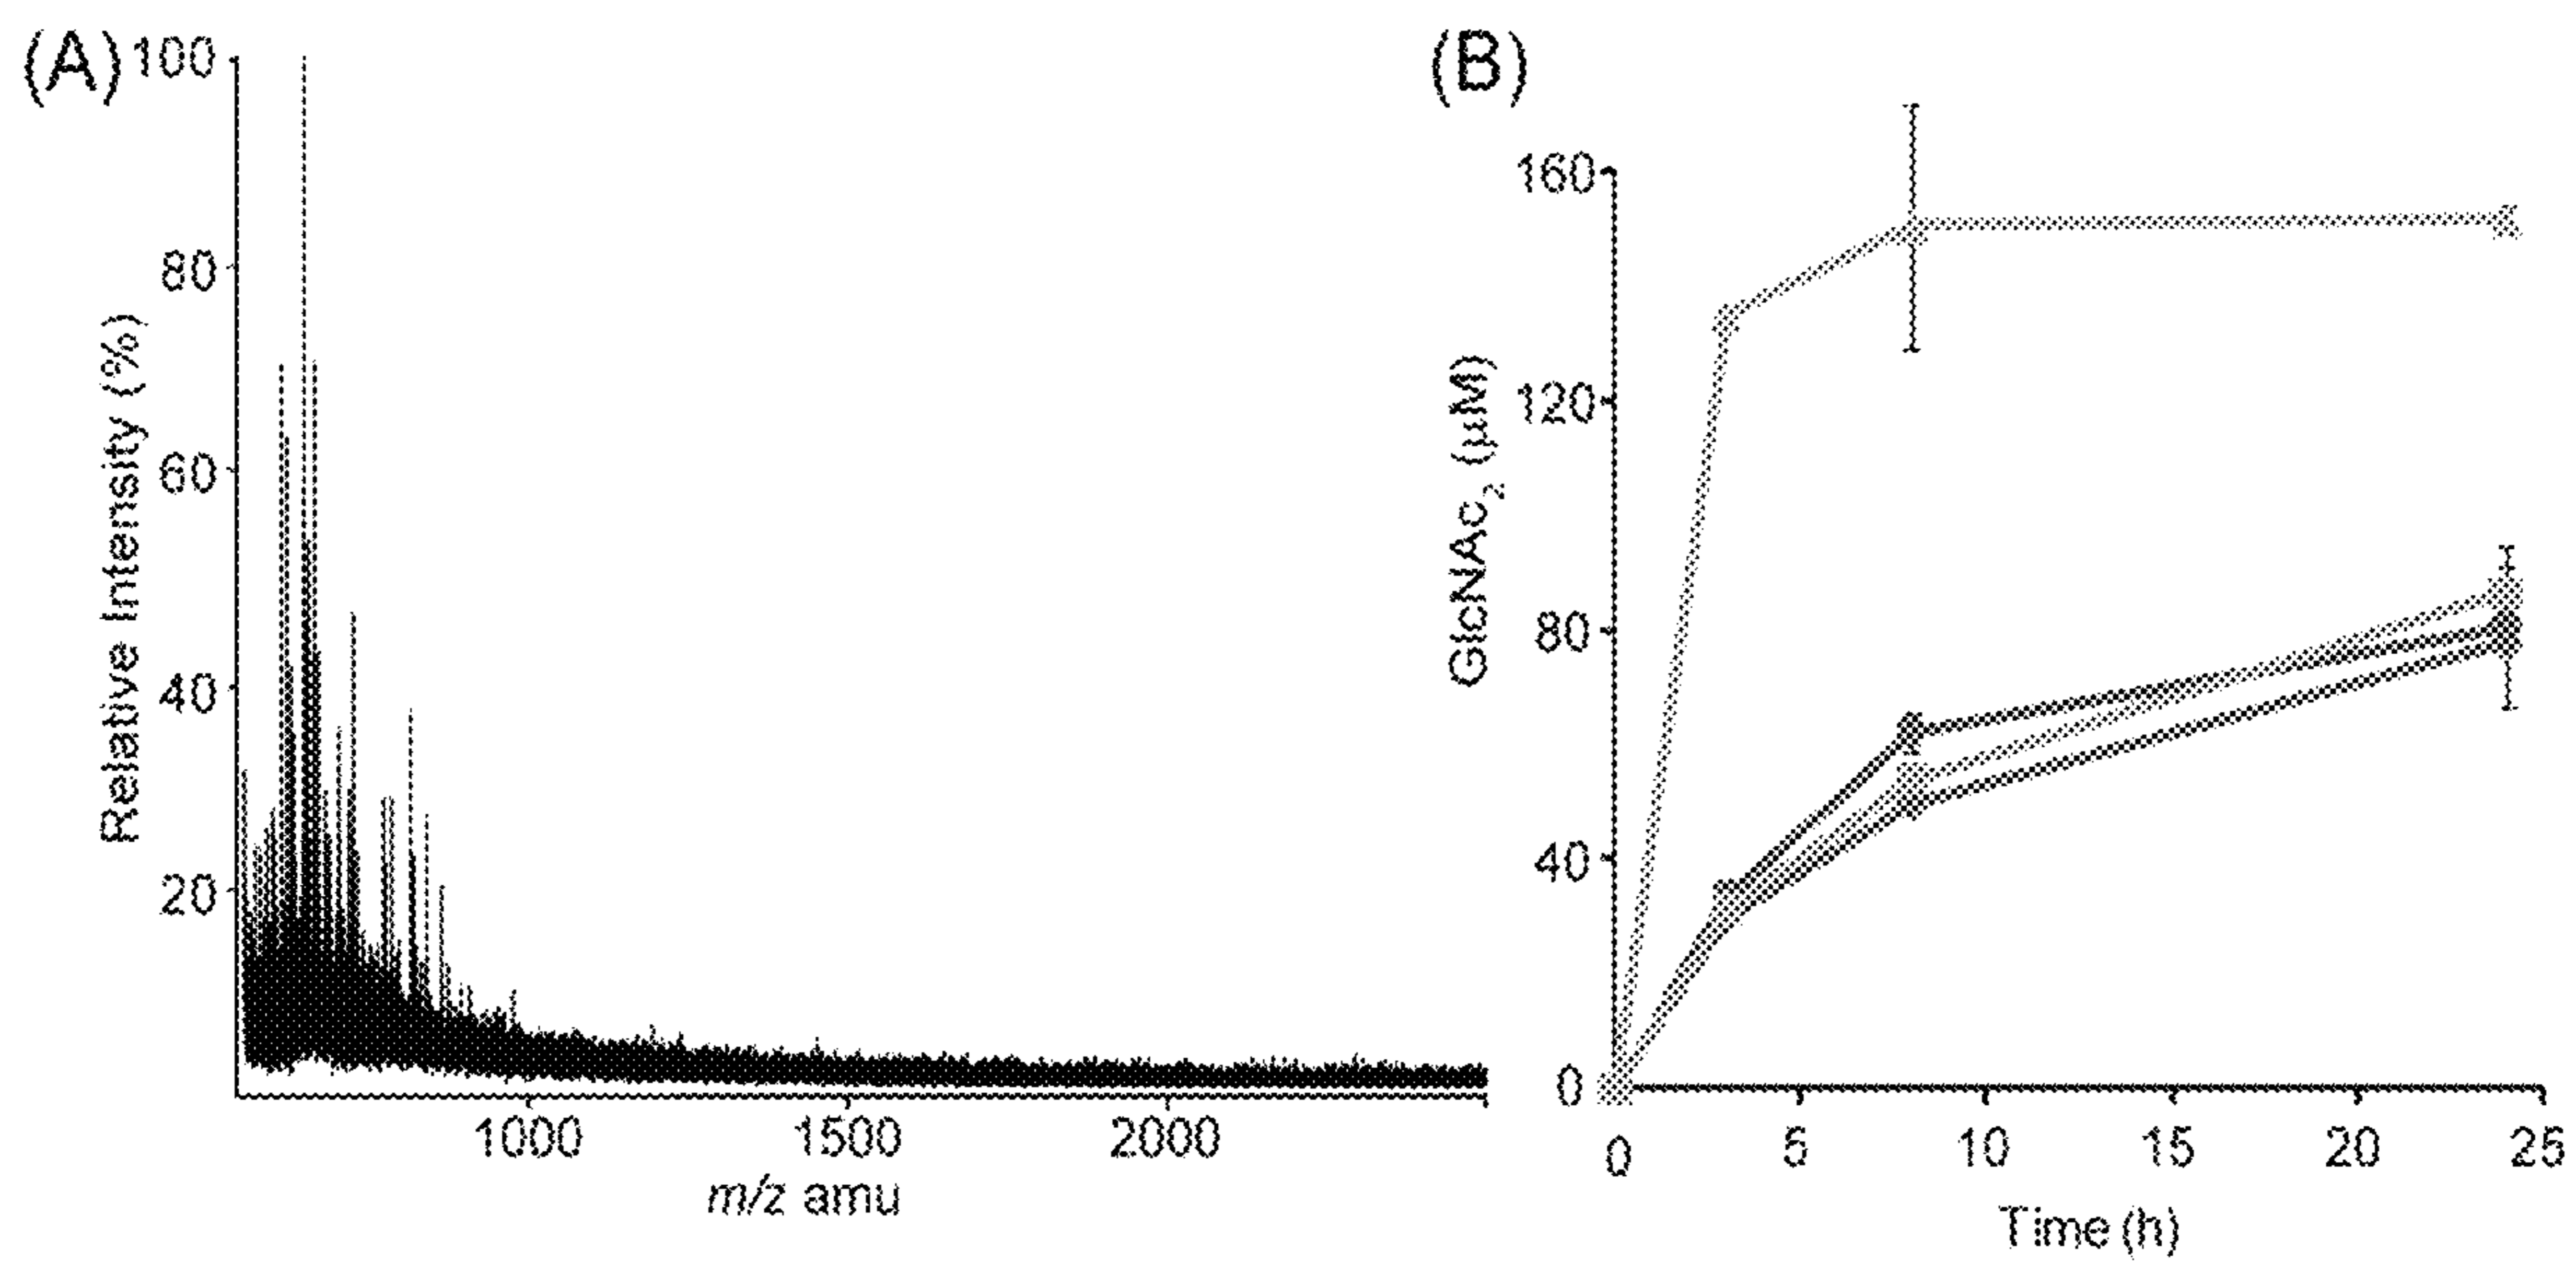 (A)
100
80
60
40
20
Relative Intensity (%)
1000 1500 2000
m/z amu
(B)
160
120
80
40
0
GlcNAc₂ (μM)
0 5 10 15 20 25
Time (h)